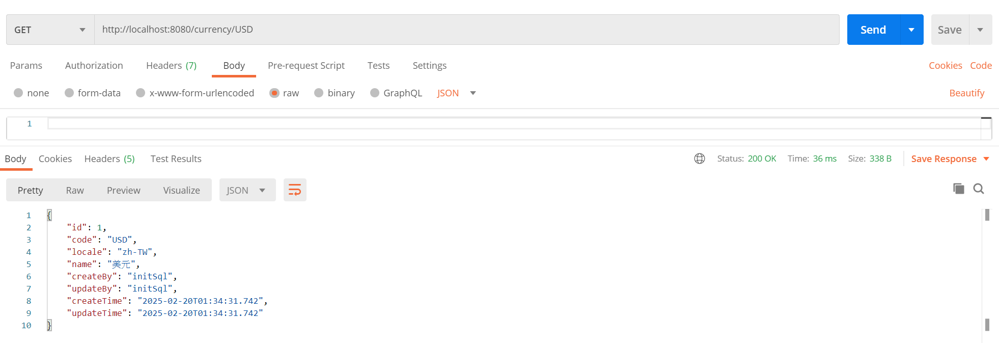 GET http://localhost:8080/currency/USD Send Save
Params Authorization Headers (7) Body Pre-request Script Tests Settings Cookies Code
none form-data x-www-form-urlencoded raw binary GraphQL JSON Beautify
1
Body Cookies Headers (5) Test Results Status: 200 OK Time: 36 ms Size: 338 B Save Response
Pretty Raw Preview Visualize JSON
1 {
2 "id": 1,
3 "code": "USD",
4 "locale": "zh-TW",
5 "name": "美元",
6 "createBy": "initSql",
7 "updateBy": "initSql",
8 "createTime": "2025-02-20T01:34:31.742",
9 "updateTime": "2025-02-20T01:34:31.742"
10 }